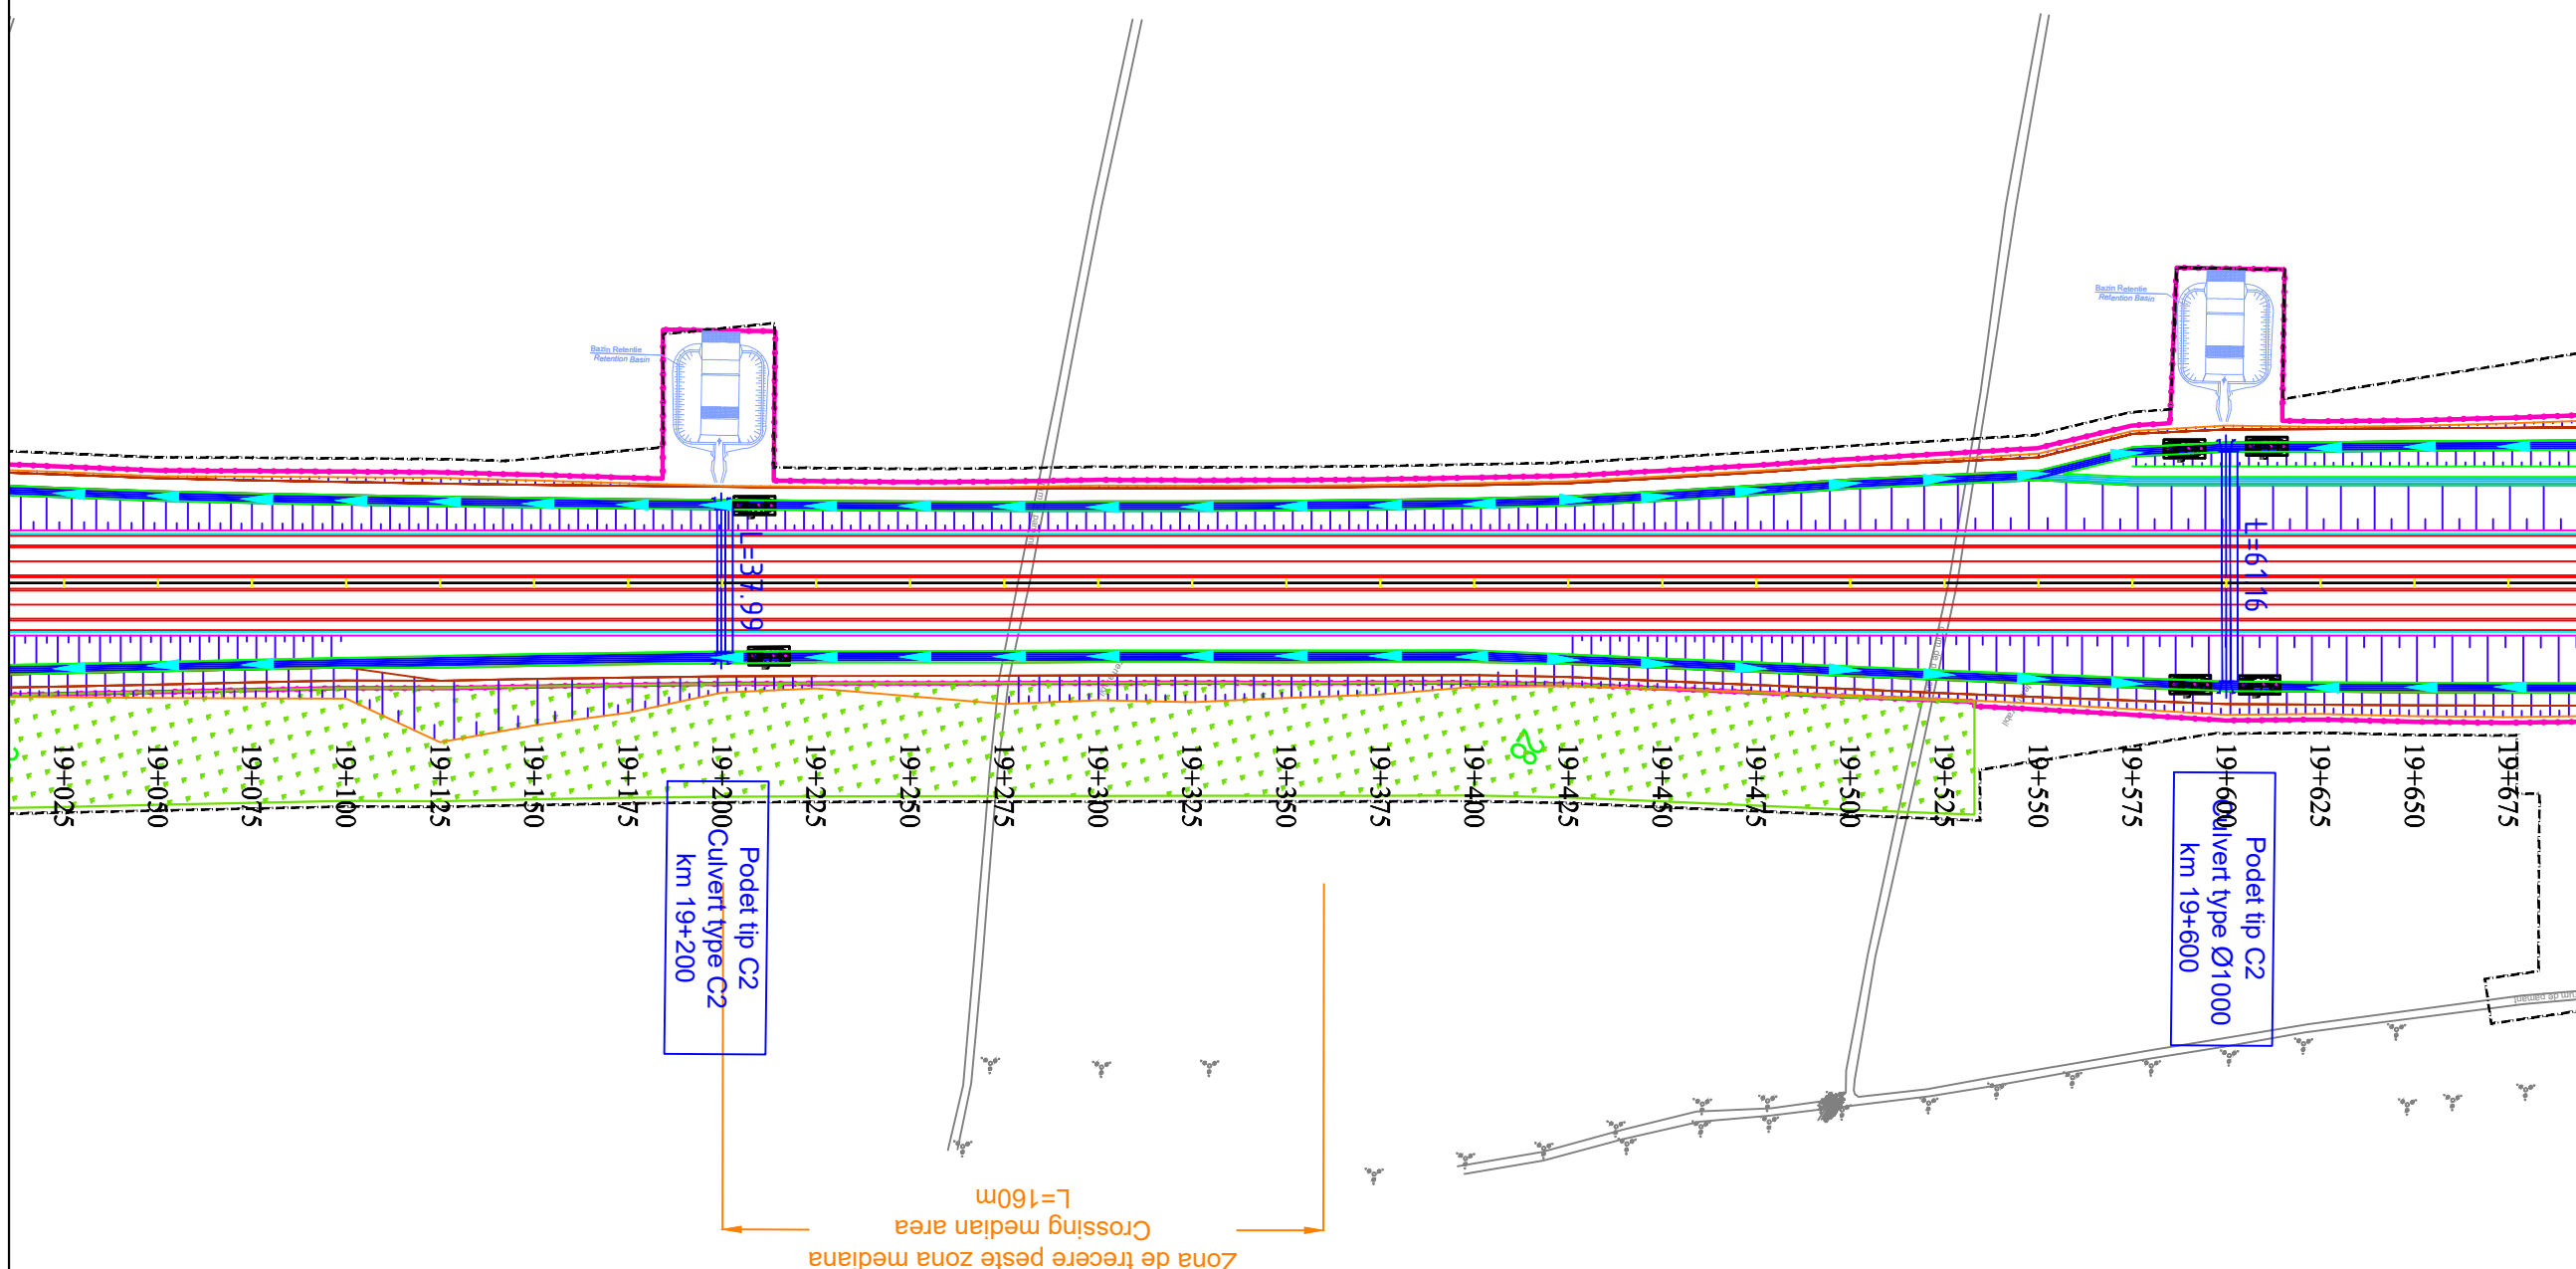 Bazin Retentie
Retention Basin
Bazin Retentie
Retention Basin
L=37.99
L=61.16
19+025
19+050
19+075
19+100
19+125
19+150
19+175
19+200
19+225
19+250
19+275
19+300
19+325
19+350
19+375
19+400
19+425
19+450
19+475
19+500
19+525
19+550
19+575
19+600
19+625
19+650
19+675
Podet tip C2
Culvert type C2
km 19+200
Podet tip C2
Culvert type Ø1000
km 19+600
Zona de trecere peste zona mediana
Crossing median area
L=160m